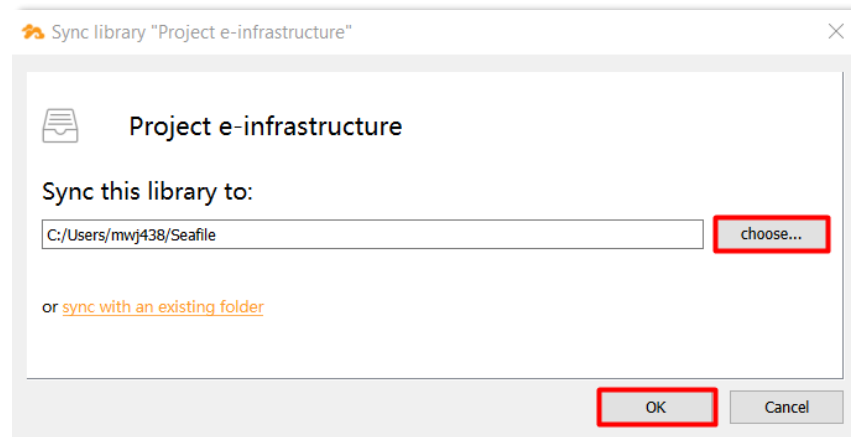 Sync library "Project e-infrastructure"
Project e-infrastructure
Sync this library to:
C:/Users/mwj438/Seafile
choose...
or sync with an existing folder
OK
Cancel